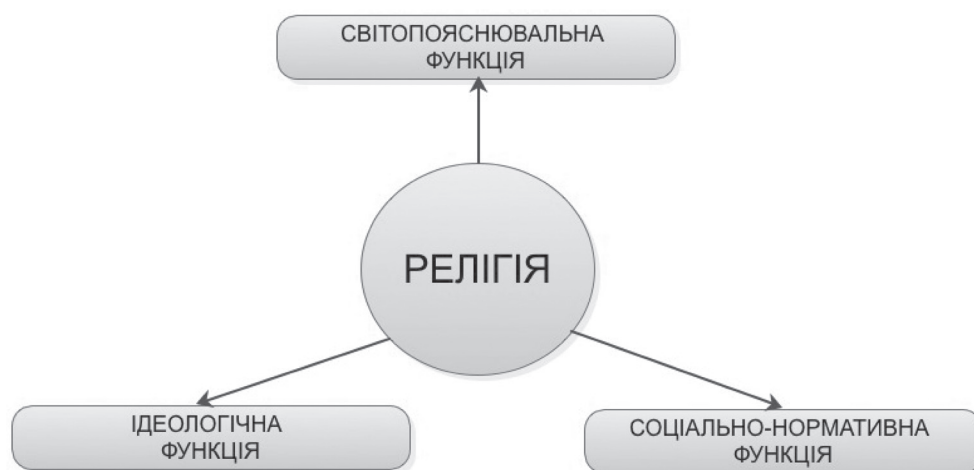 СВІТОПОЯСНЮВАЛЬНА
ФУНКЦІЯ
РЕЛІГІЯ
ІДЕОЛОГІЧНА
ФУНКЦІЯ
СОЦІАЛЬНО-НОРМАТИВНА
ФУНКЦІЯ